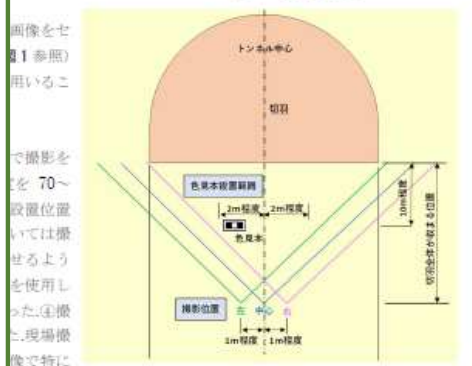 画像をセ
図1参照）
用いるこ
で撮影を
を 70～
設置位置
いては撮
せるよう
を使用し
った.④撮
た.現場撮
像で特に
トンネル中心
切羽
色見本設置範囲
2m程度 2m程度
色見本
10m程度
切羽全体が収まる位置
撮影位置
左 中心 右
1m程度 1m程度